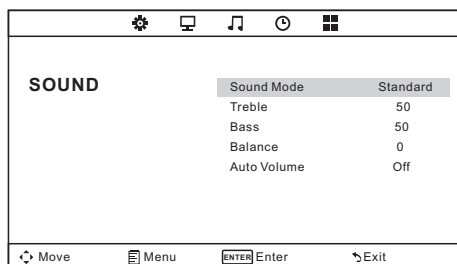 SOUND
Sound Mode Standard
Treble 50
Bass 50
Balance 0
Auto Volume Off
Move Menu ENTER Enter Exit